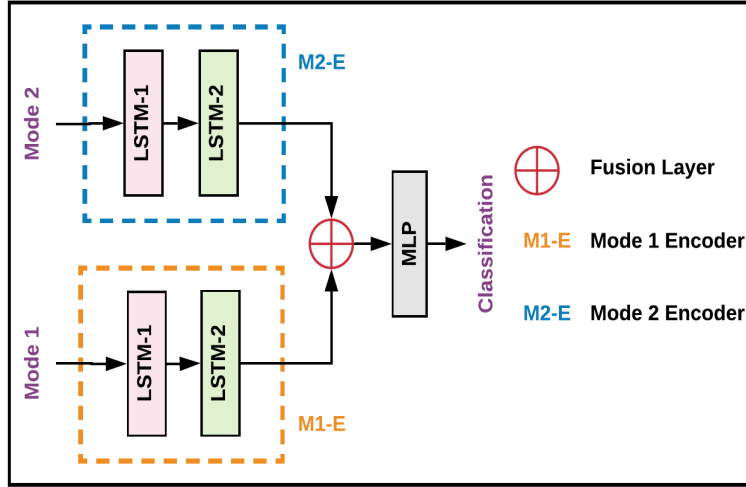 Mode 2
LSTM-1
LSTM-2
M2-E
Mode 1
LSTM-1
LSTM-2
M1-E
MLP
Classification
Fusion Layer
M1-E Mode 1 Encoder
M2-E Mode 2 Encoder